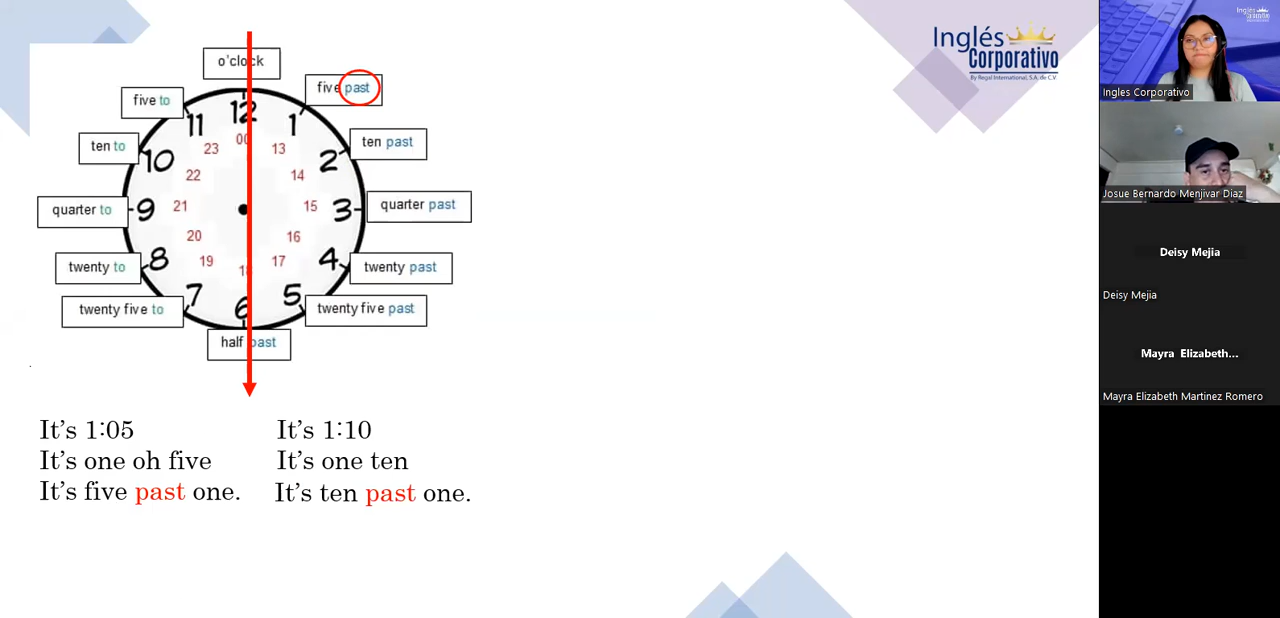 o'clock
five past
ten past
quarter past
twenty past
twenty five past
half past
twenty five to
twenty to
quarter to
ten to
five to
12
1
2
3
4
5
6
7
8
9
10
11
00
13
14
15
16
17
19
20
21
22
23
It's 1:05
It's one oh five
It's five past one.
It's 1:10
It's one ten
It's ten past one.
Inglés
Corporativo
By Regal International, S.A. de C.V.
Ingles Corporativo
Josue Bernardo Menjivar Diaz
Deisy Mejia
Deisy Mejia
Mayra Elizabeth...
Mayra Elizabeth Martinez Romero